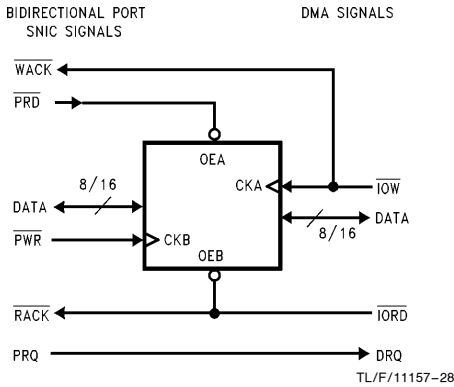 BIDIRECTIONAL PORT
SNIC SIGNALS
DMA SIGNALS
WACK
PRD
OEA
8/16
CKA
IOW
DATA
DATA
8/16
PWR
CKB
OEB
RACK
IORD
PRQ
DRQ
TL/F/11157-28